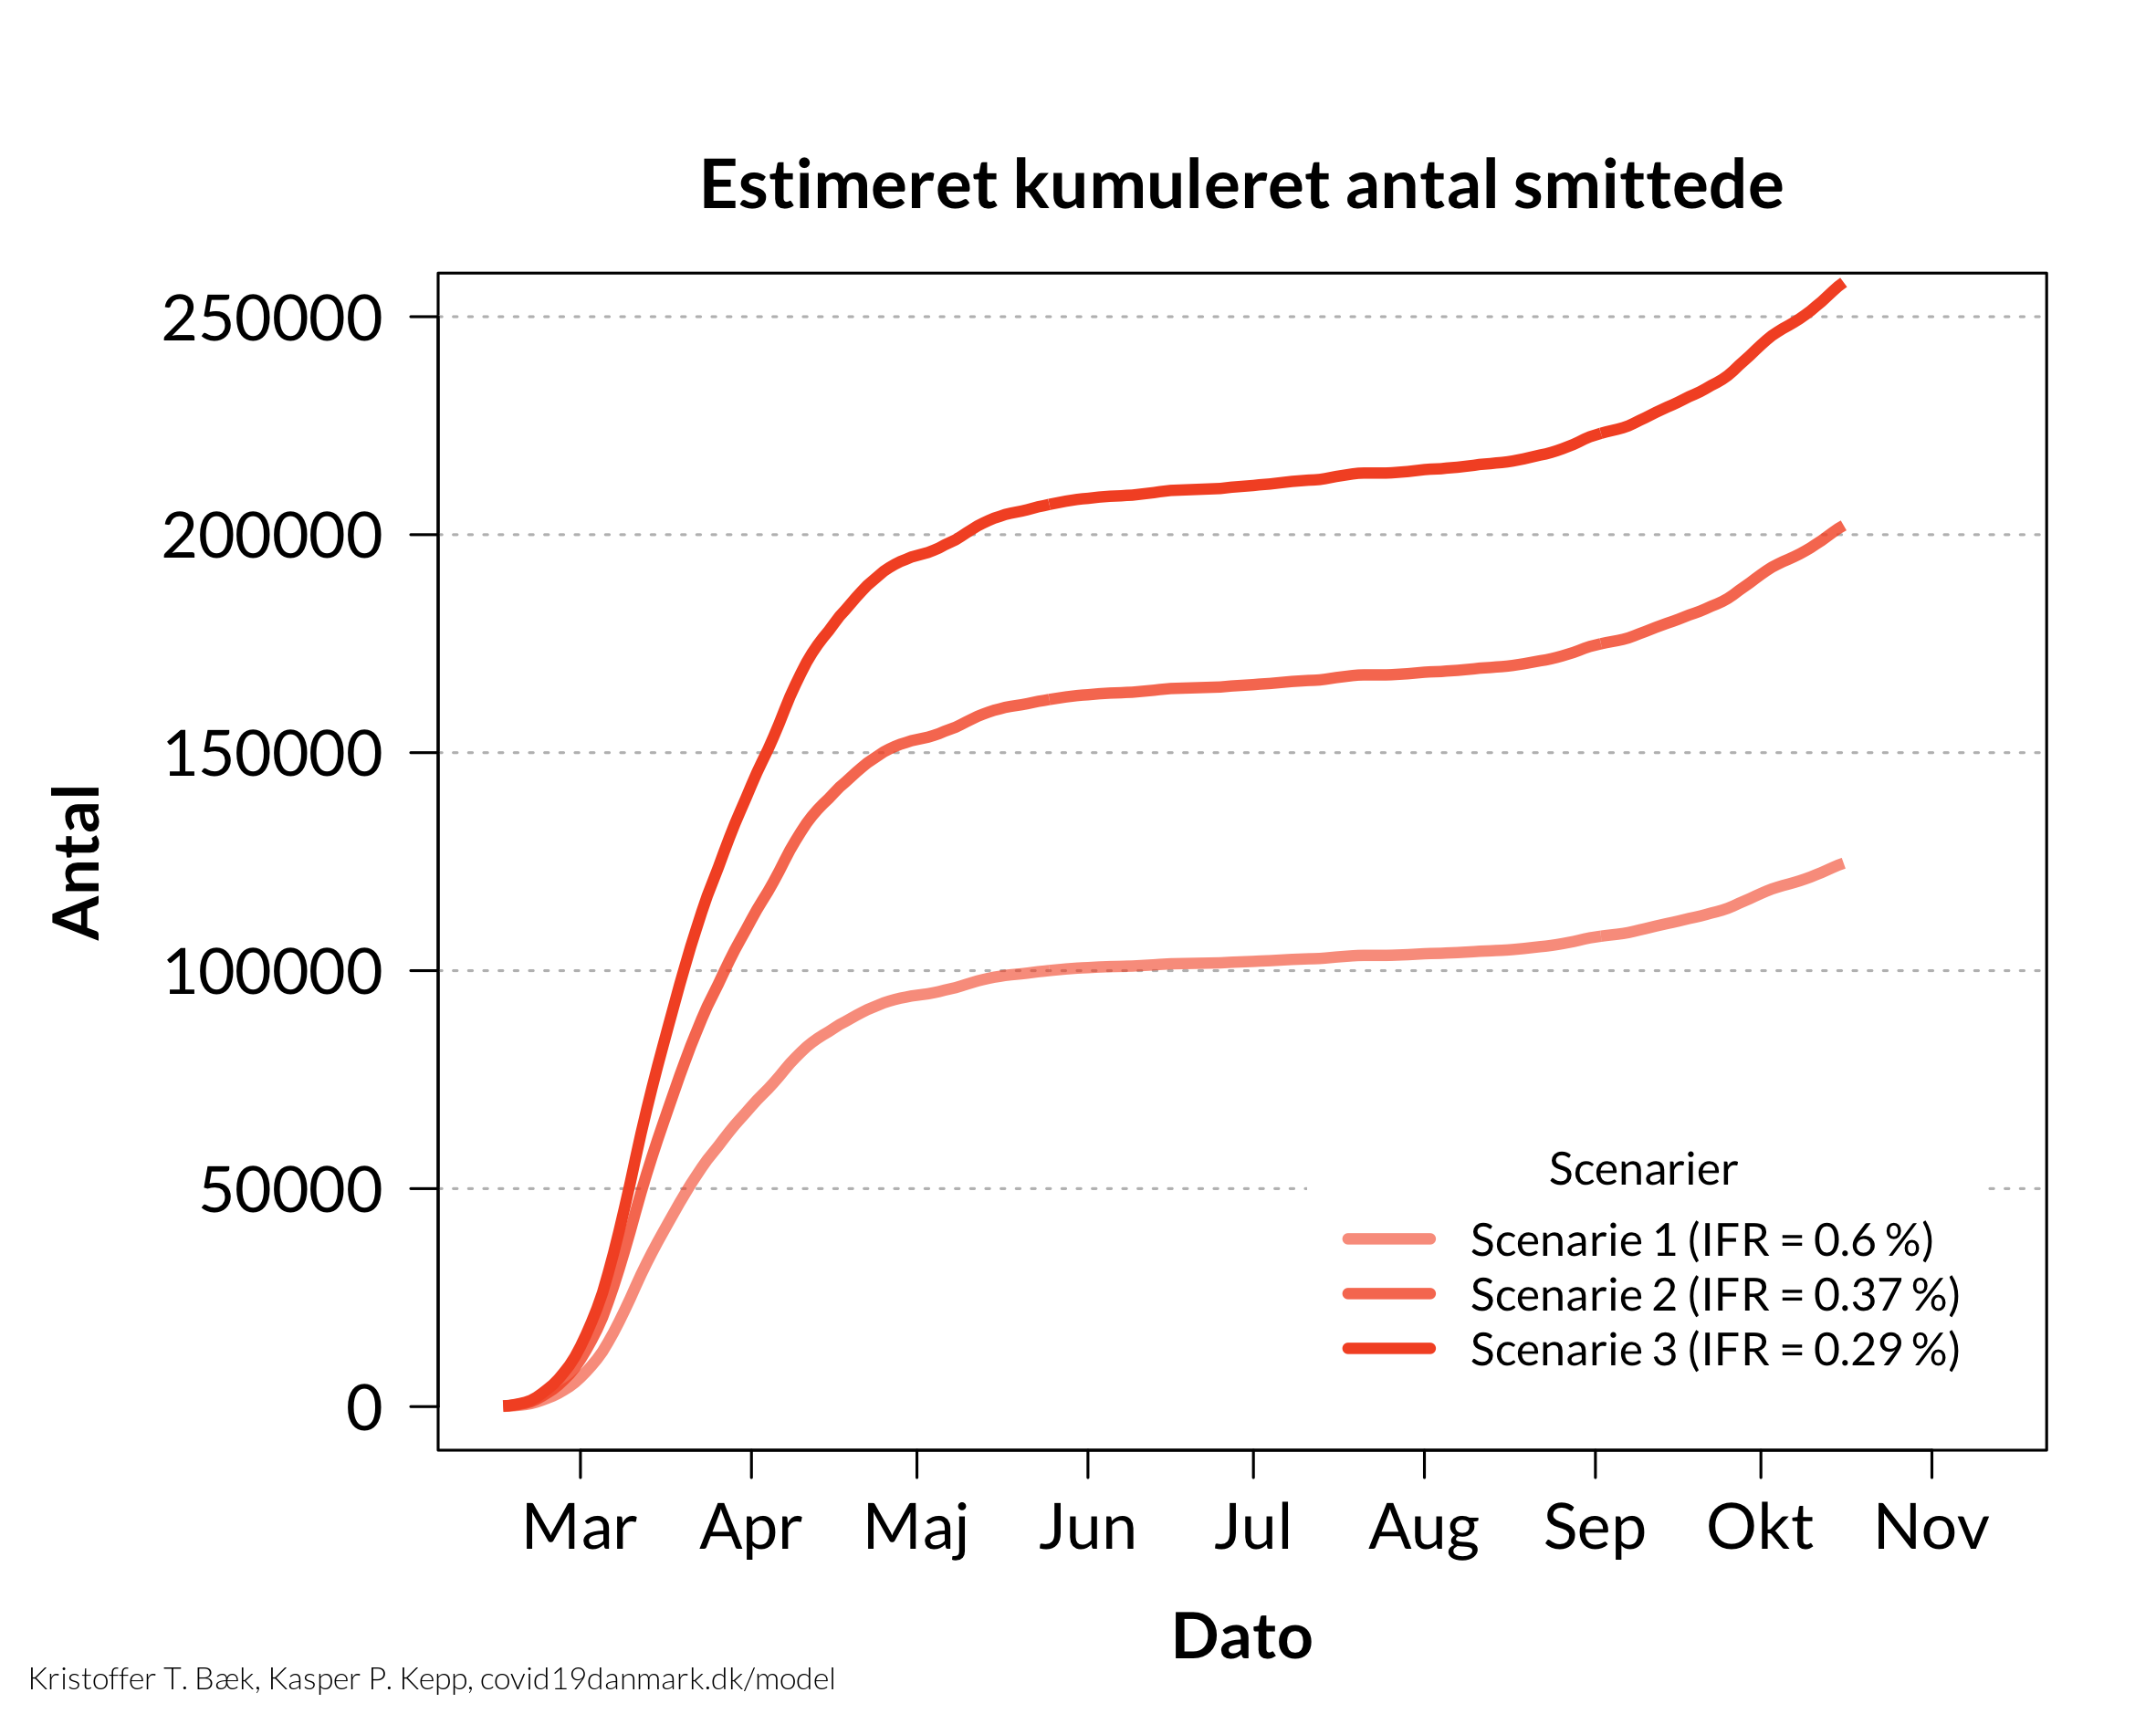 Estimeret kumuleret antal smittede
250000
200000
150000
100000
50000
0
Antal
Scenarier
Scenarie 1 (IFR = 0.6 %)
Scenarie 2 (IFR = 0.37 %)
Scenarie 3 (IFR = 0.29 %)
Mar Apr Maj Jun Jul Aug Sep Okt Nov
Dato
Kristoffer T. Bæk, Kasper P. Kepp, covid19danmark.dk/model